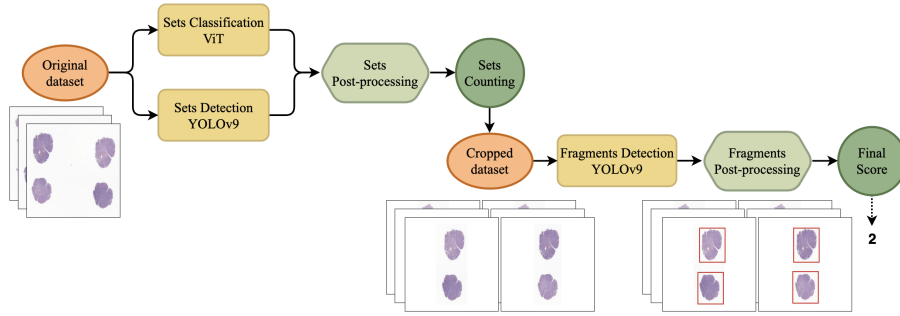 Sets Classification
ViT
Original
dataset
Sets
Post-processing
Sets
Counting
Sets Detection
YOLOv9
Cropped
dataset
Fragments Detection
YOLOv9
Fragments
Post-processing
Final
Score
2